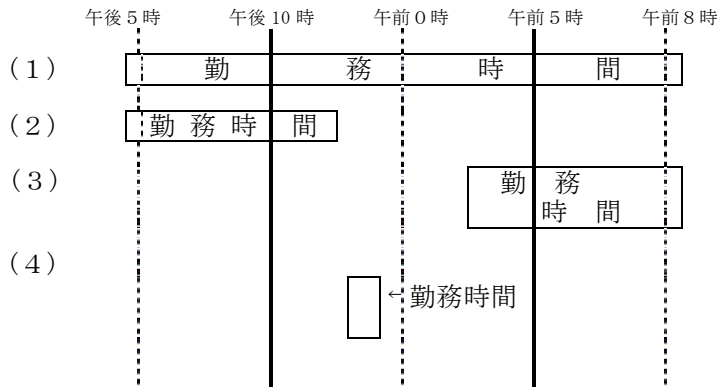 午後５時 午後 10 時 午前０時 午前５時 午前８時
（１） 勤 務 時 間
（２） 勤 務 時 間
（３） 勤 務
時 間
（４）
←勤務時間